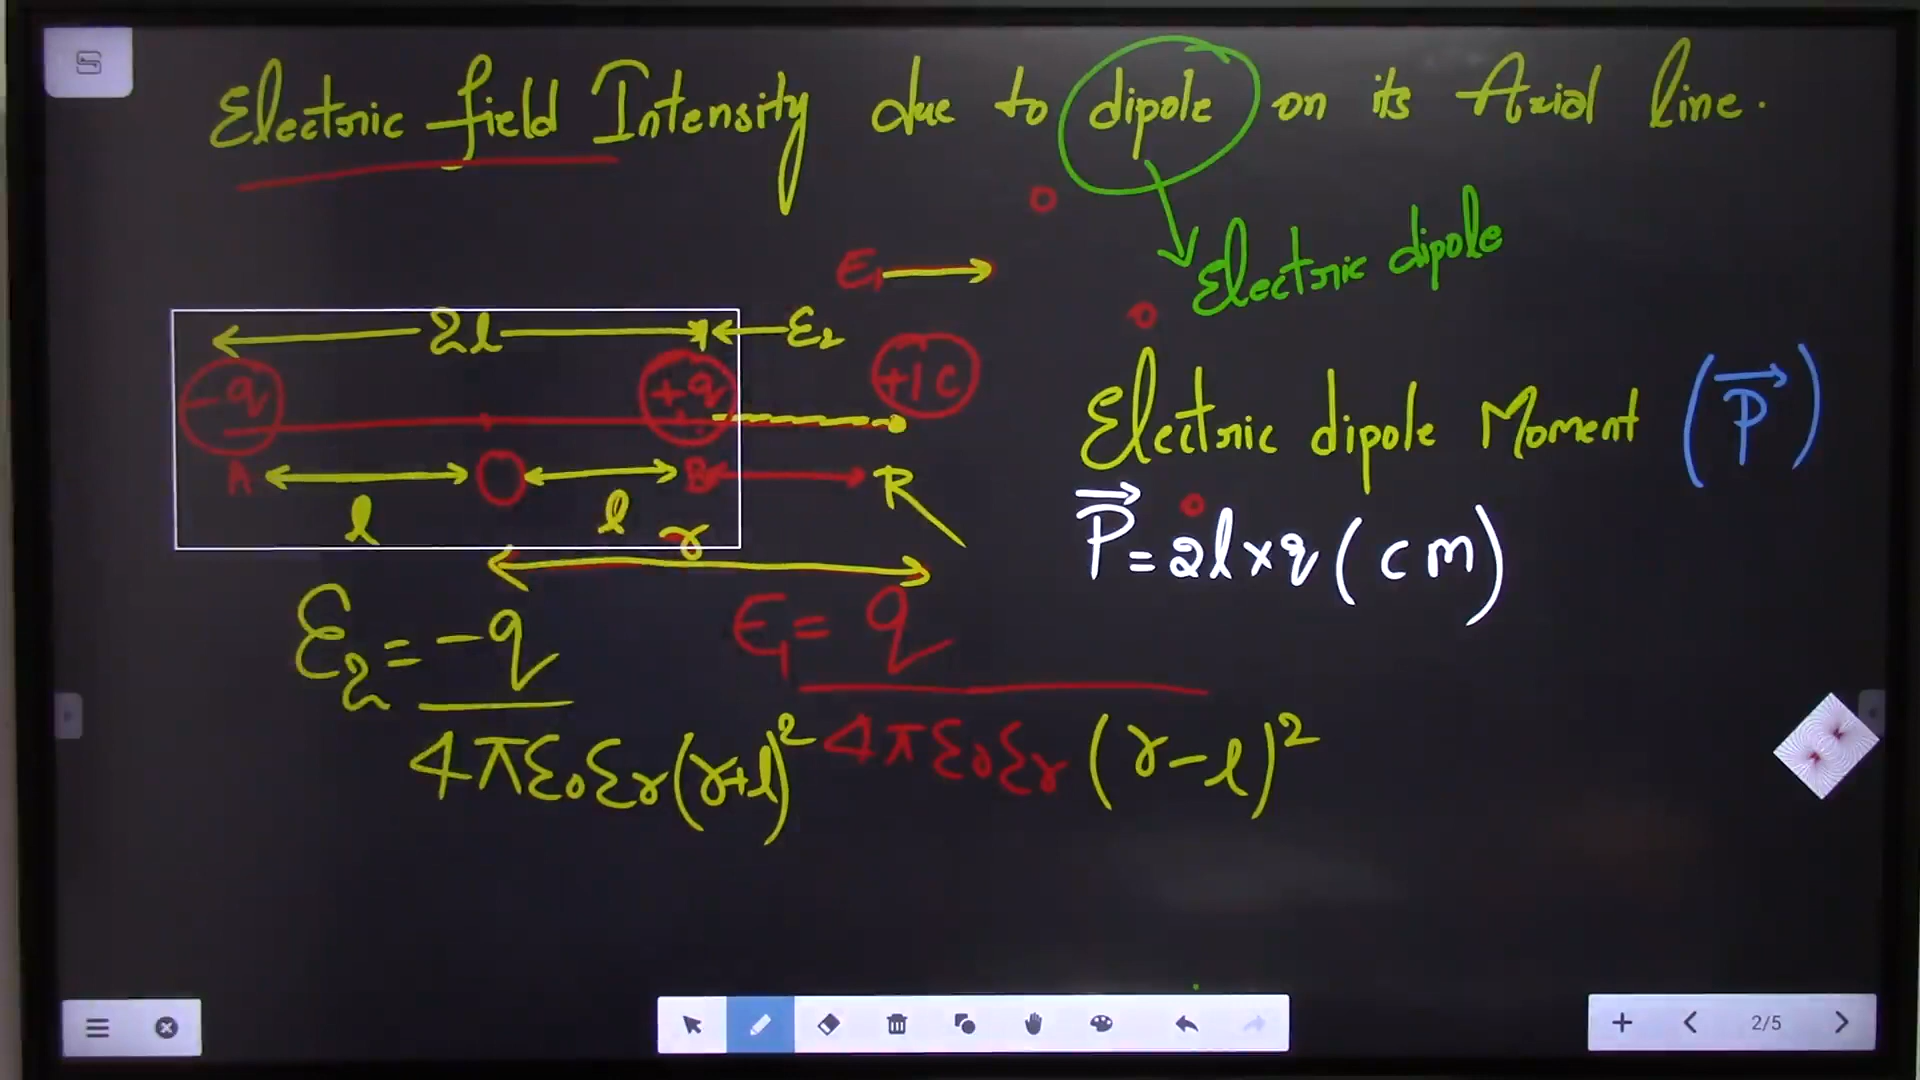 Electric field Intensity due to dipole on its Axial line.
Electric dipole
E₁
2l
E₂
-q
+q
+1C
A
B
R
l
l
r
Electric dipole Moment (P⃗)
P⃗ = 2l×q (cm)
E₂ = -q / 4πε₀εr(r+l)²
E₁ = q / 4πε₀εr(r-l)²
2/5